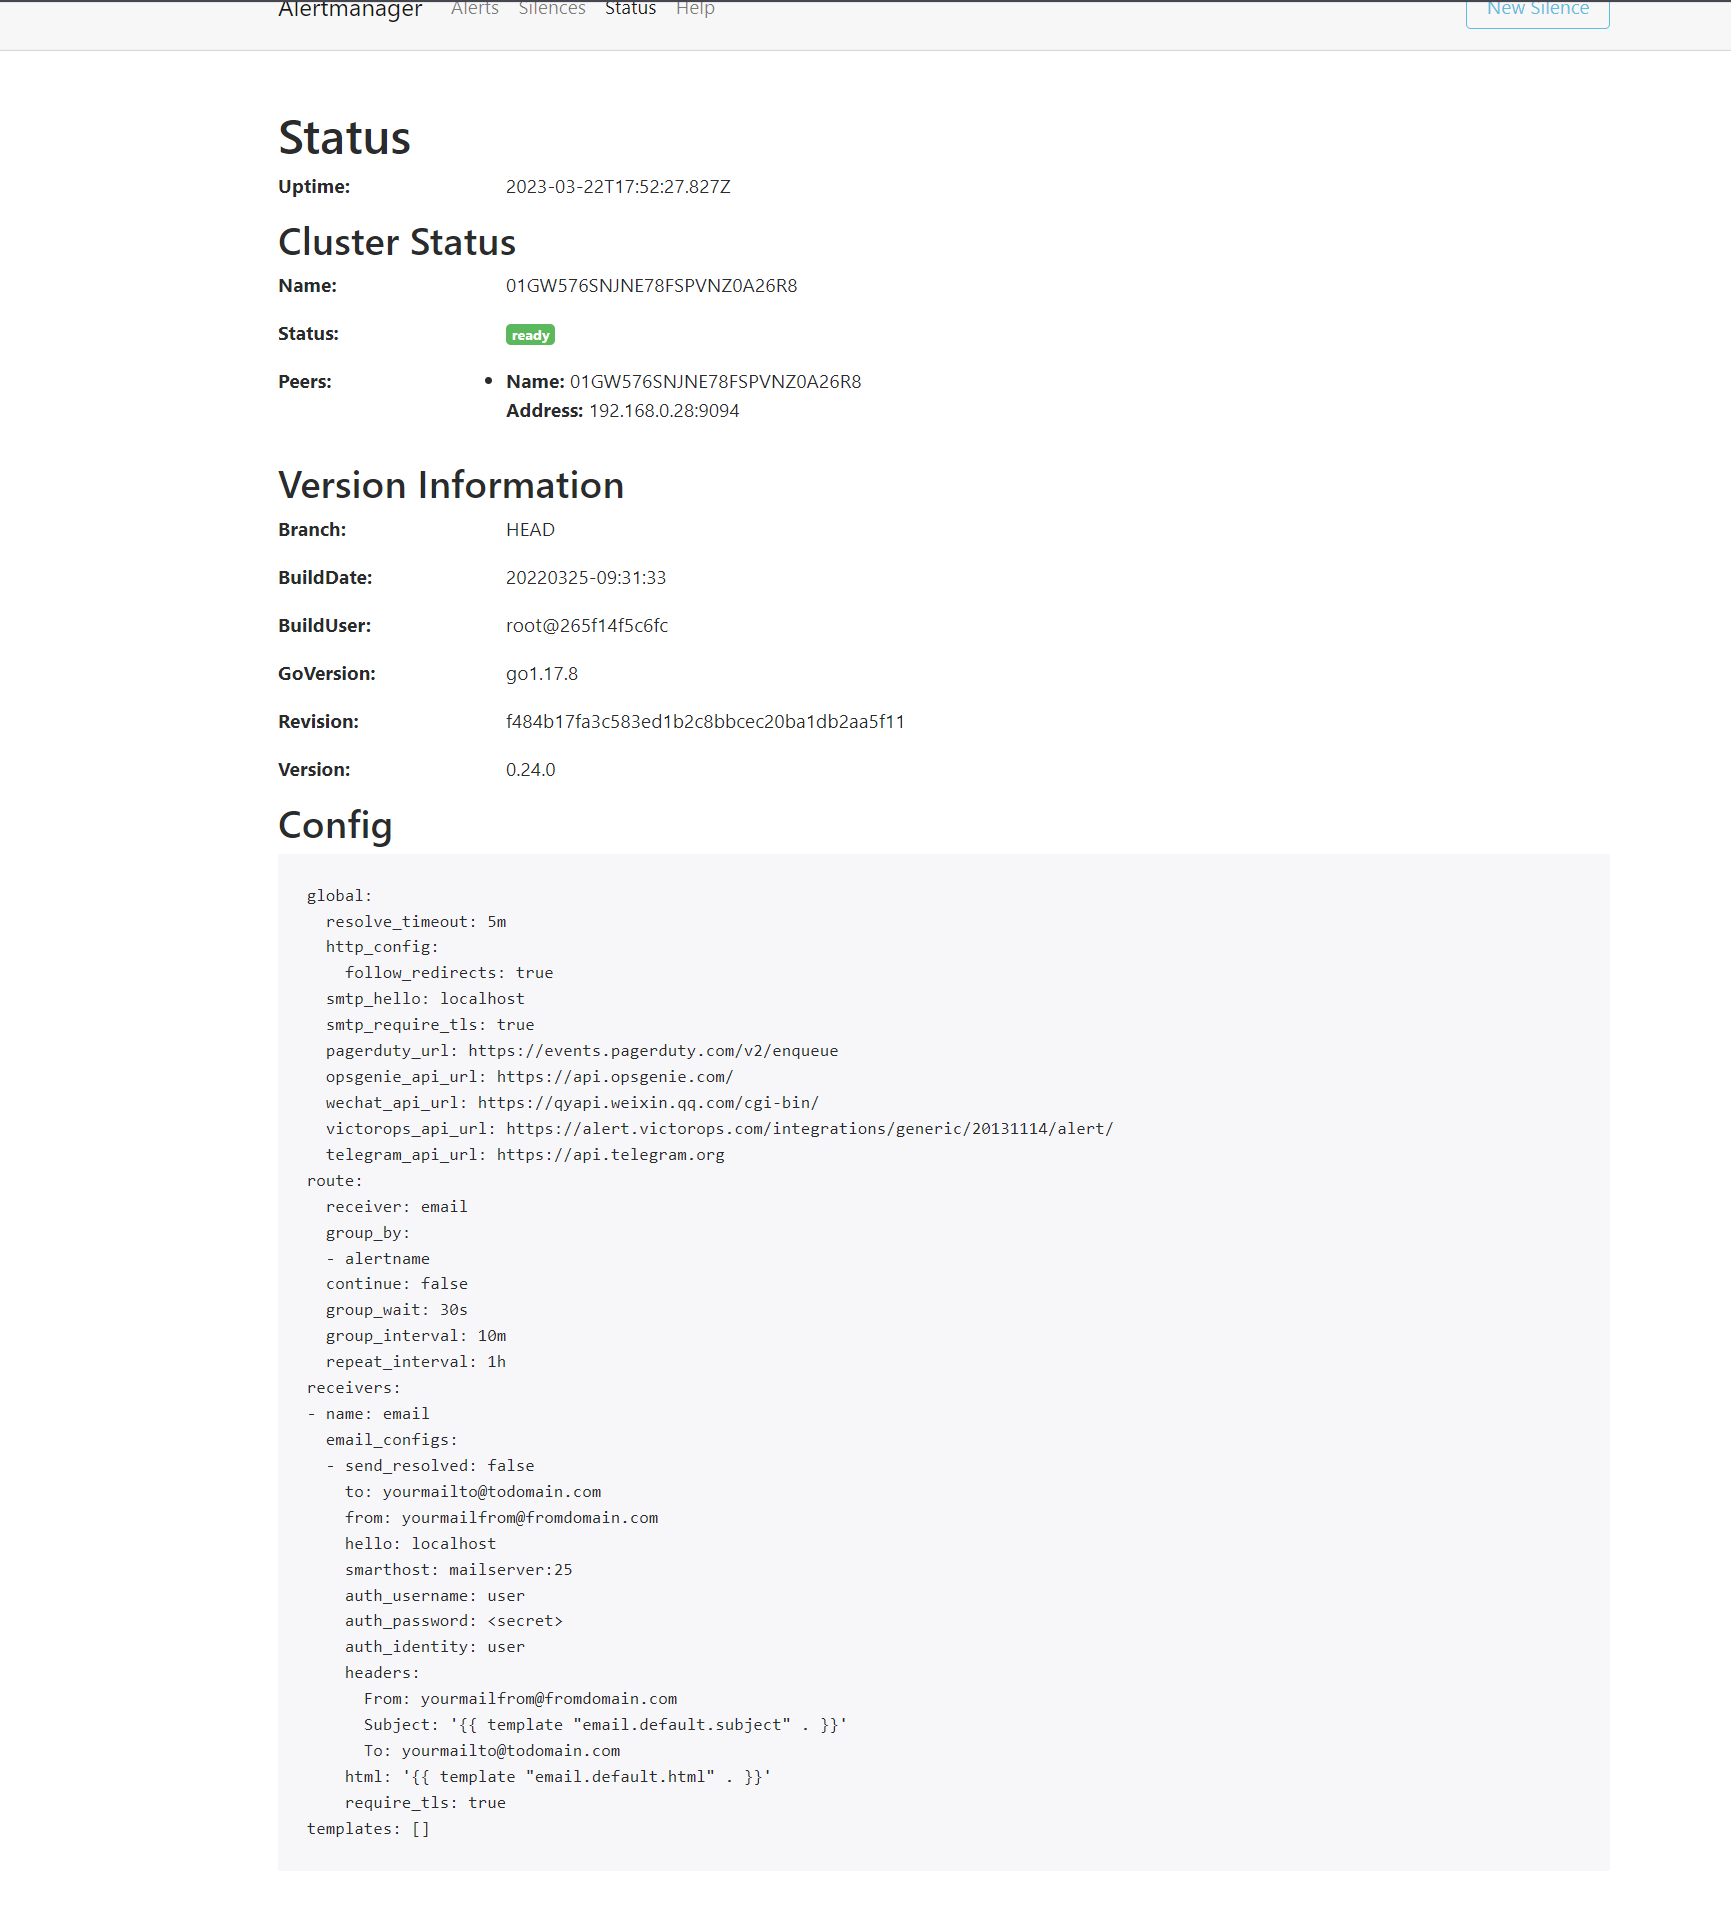 Alertmanager Alerts Silences Status Help New Silence
Status
Uptime: 2023-03-22T17:52:27.827Z
Cluster Status
Name: 01GW576SNJNE78FSPVNZ0A26R8
Status: ready
Peers: • Name: 01GW576SNJNE78FSPVNZ0A26R8
Address: 192.168.0.28:9094
Version Information
Branch: HEAD
BuildDate: 20220325-09:31:33
BuildUser: root@265f14f5c6fc
GoVersion: go1.17.8
Revision: f484b17fa3c583ed1b2c8bbcec20ba1db2aa5f11
Version: 0.24.0
Config
global:
  resolve_timeout: 5m
  http_config:
    follow_redirects: true
  smtp_hello: localhost
  smtp_require_tls: true
  pagerduty_url: https://events.pagerduty.com/v2/enqueue
  opsgenie_api_url: https://api.opsgenie.com/
  wechat_api_url: https://qyapi.weixin.qq.com/cgi-bin/
  victorops_api_url: https://alert.victorops.com/integrations/generic/20131114/alert/
  telegram_api_url: https://api.telegram.org
route:
  receiver: email
  group_by:
  - alertname
  continue: false
  group_wait: 30s
  group_interval: 10m
  repeat_interval: 1h
receivers:
- name: email
  email_configs:
  - send_resolved: false
    to: yourmailto@todomain.com
    from: yourmailfrom@fromdomain.com
    hello: localhost
    smarthost: mailserver:25
    auth_username: user
    auth_password: <secret>
    auth_identity: user
    headers:
      From: yourmailfrom@fromdomain.com
      Subject: '{{ template "email.default.subject" . }}'
      To: yourmailto@todomain.com
    html: '{{ template "email.default.html" . }}'
    require_tls: true
templates: []